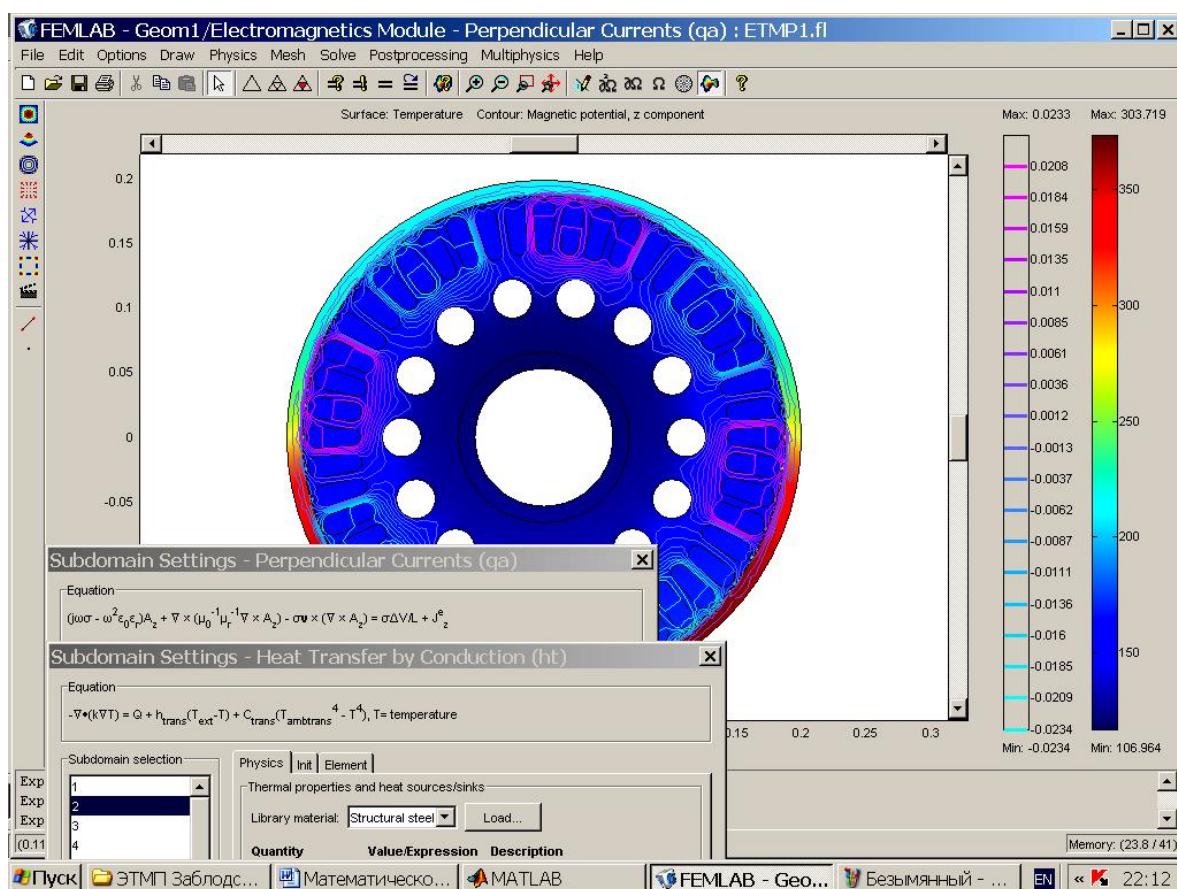 FEMLAB - Geom1/Electromagnetics Module - Perpendicular Currents (qa) : ETMP1.fl
File Edit Options Draw Physics Mesh Solve Postprocessing Multiphysics Help
Surface: Temperature Contour: Magnetic potential, z component
Max: 0.0233 Max: 303.719
0.2
0.15
0.1
0.05
0
-0.05
0.15 0.2 0.25 0.3
0.0208
0.0184
0.0159
0.0135
0.011
0.0085
0.0061
0.0036
0.0012
-0.0013
-0.0037
-0.0062
-0.0087
-0.0111
-0.0136
-0.016
-0.0185
-0.0209
-0.0234
350
300
250
200
150
Min: -0.0234 Min: 106.964
Subdomain Settings - Perpendicular Currents (qa)
Equation
(jωσ - ω²ε₀εᵣ)A_z + ∇ × (μ₀⁻¹μᵣ⁻¹∇ × A_z) - συ × (∇ × A_z) = σΔV/L + Jᵉ_z
Subdomain Settings - Heat Transfer by Conduction (ht)
Equation
-∇•(k∇T) = Q + h_trans(T_ext-T) + C_trans(T_ambtrans⁴ - T⁴), T= temperature
Subdomain selection
1
2
3
4
Physics Init Element
Thermal properties and heat sources/sinks
Library material: Structural steel Load...
Quantity Value/Expression Description
Exp
Exp
Exp
(0.11
Memory: (23.8 / 41)
Пуск ЭТМП Заблодс... Математическо... MATLAB FEMLAB - Geo... Безымянный - ... EN « 22:12